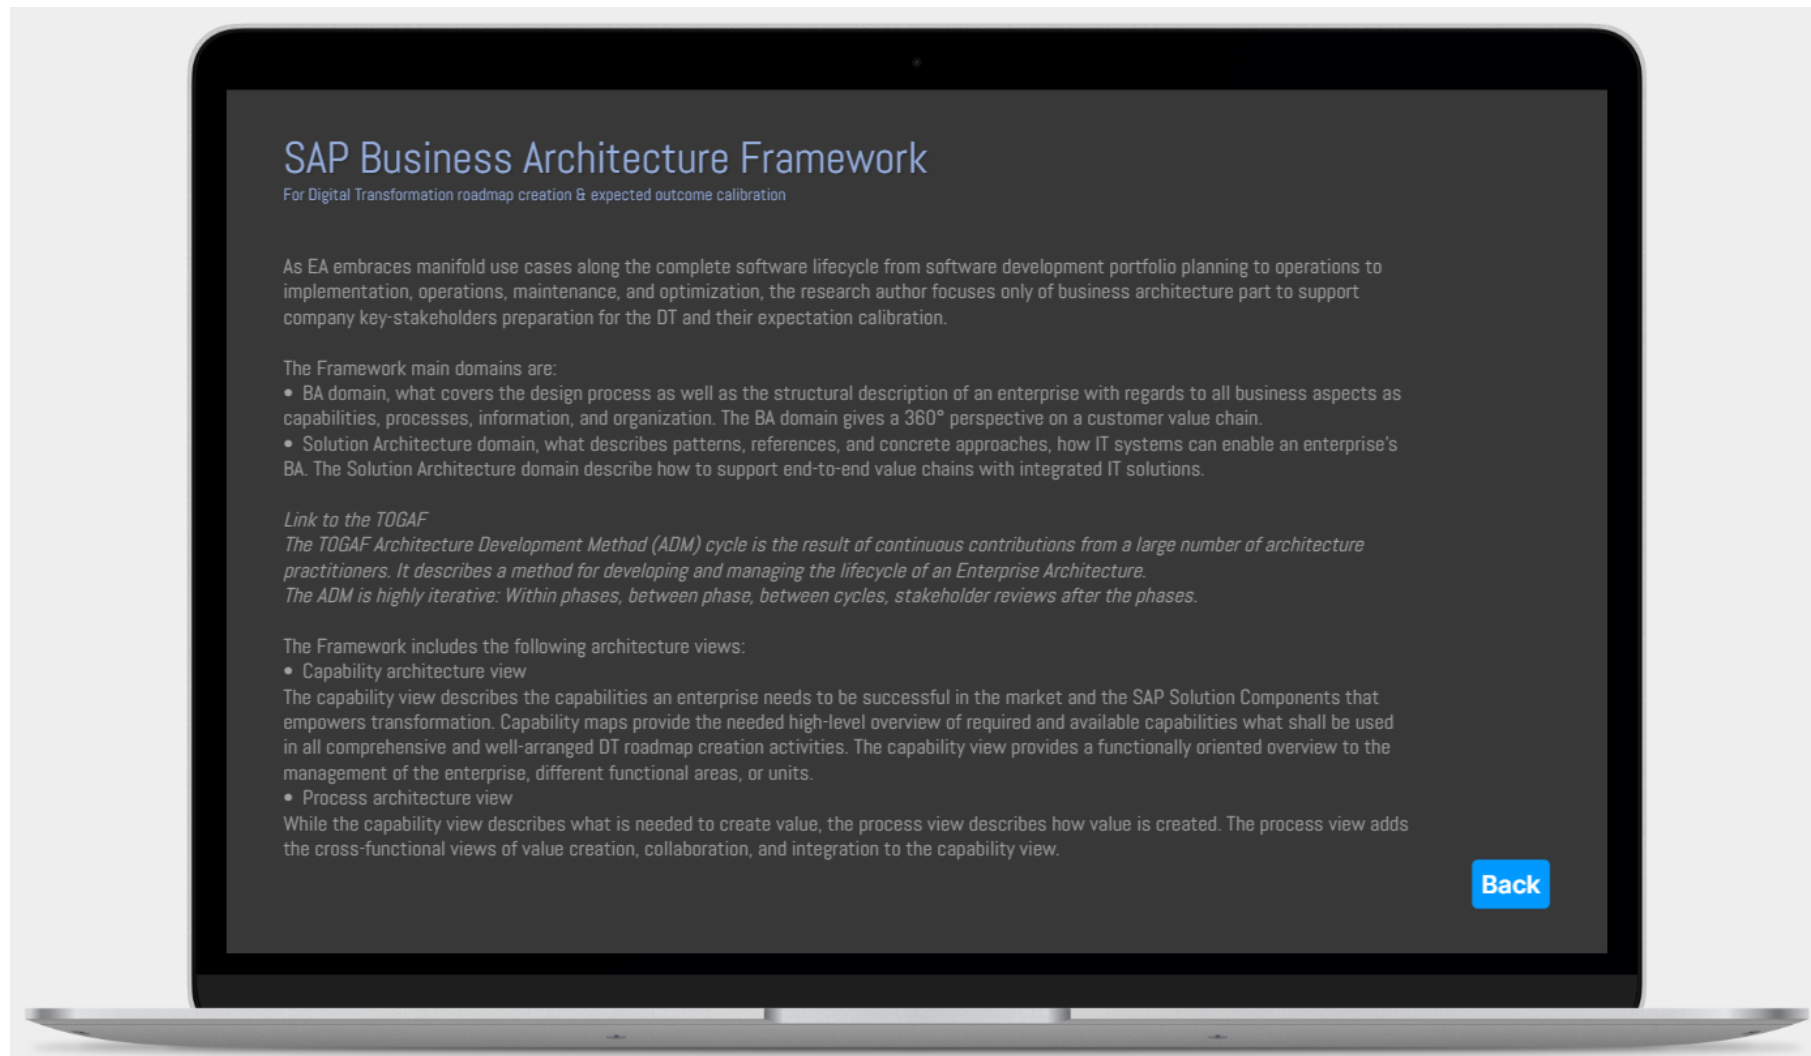 SAP Business Architecture Framework
For Digital Transformation roadmap creation & expected outcome calibration
As EA embraces manifold use cases along the complete software lifecycle from software development portfolio planning to operations to
implementation, operations, maintenance, and optimization, the research author focuses only of business architecture part to support
company key-stakeholders preparation for the DT and their expectation calibration.
The Framework main domains are:
• BA domain, what covers the design process as well as the structural description of an enterprise with regards to all business aspects as
capabilities, processes, information, and organization. The BA domain gives a 360° perspective on a customer value chain.
• Solution Architecture domain, what describes patterns, references, and concrete approaches, how IT systems can enable an enterprise's
BA. The Solution Architecture domain describe how to support end-to-end value chains with integrated IT solutions.
Link to the TOGAF
The TOGAF Architecture Development Method (ADM) cycle is the result of continuous contributions from a large number of architecture
practitioners. It describes a method for developing and managing the lifecycle of an Enterprise Architecture.
The ADM is highly iterative: Within phases, between phase, between cycles, stakeholder reviews after the phases.
The Framework includes the following architecture views:
• Capability architecture view
The capability view describes the capabilities an enterprise needs to be successful in the market and the SAP Solution Components that
empowers transformation. Capability maps provide the needed high-level overview of required and available capabilities what shall be used
in all comprehensive and well-arranged DT roadmap creation activities. The capability view provides a functionally oriented overview to the
management of the enterprise, different functional areas, or units.
• Process architecture view
While the capability view describes what is needed to create value, the process view describes how value is created. The process view adds
the cross-functional views of value creation, collaboration, and integration to the capability view.
Back